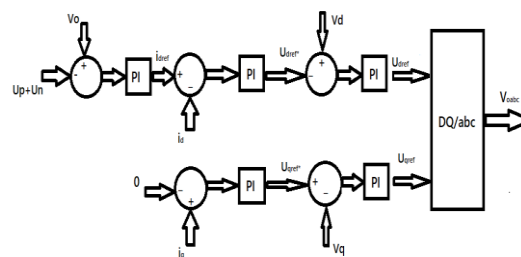 Vo
Vd
+
-
PI
idref
+
-
PI
Udref*
+
-
PI
Udref
Up+Un
id
DQ/abc
Voabc
0
-
+
PI
Uqref*
+
-
PI
Uqref
iq
Vq